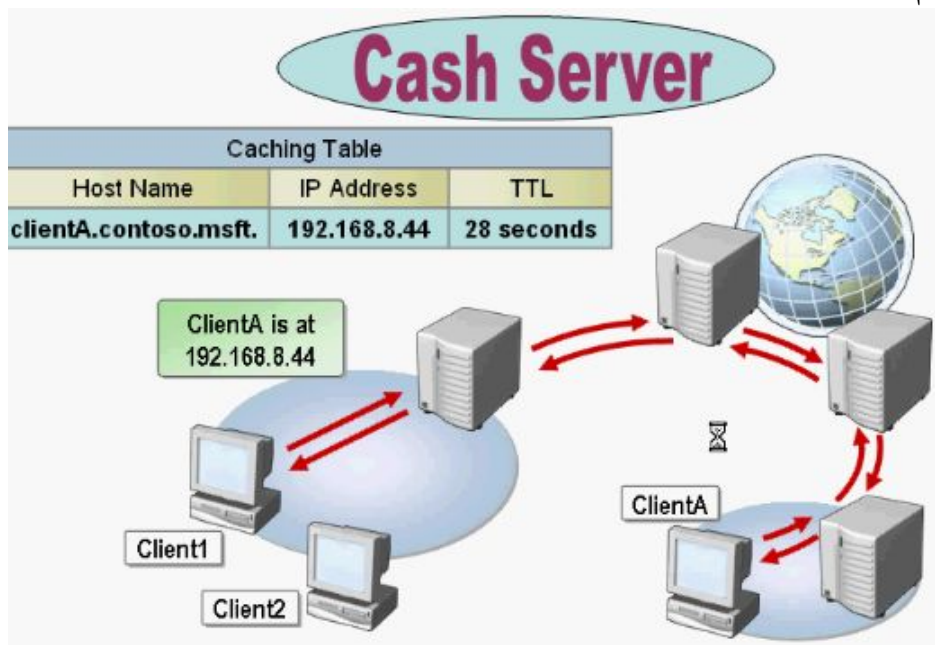 Cash Server
Caching Table
Host Name IP Address TTL
clientA.contoso.msft. 192.168.8.44 28 seconds
ClientA is at
192.168.8.44
ClientA
Client1
Client2